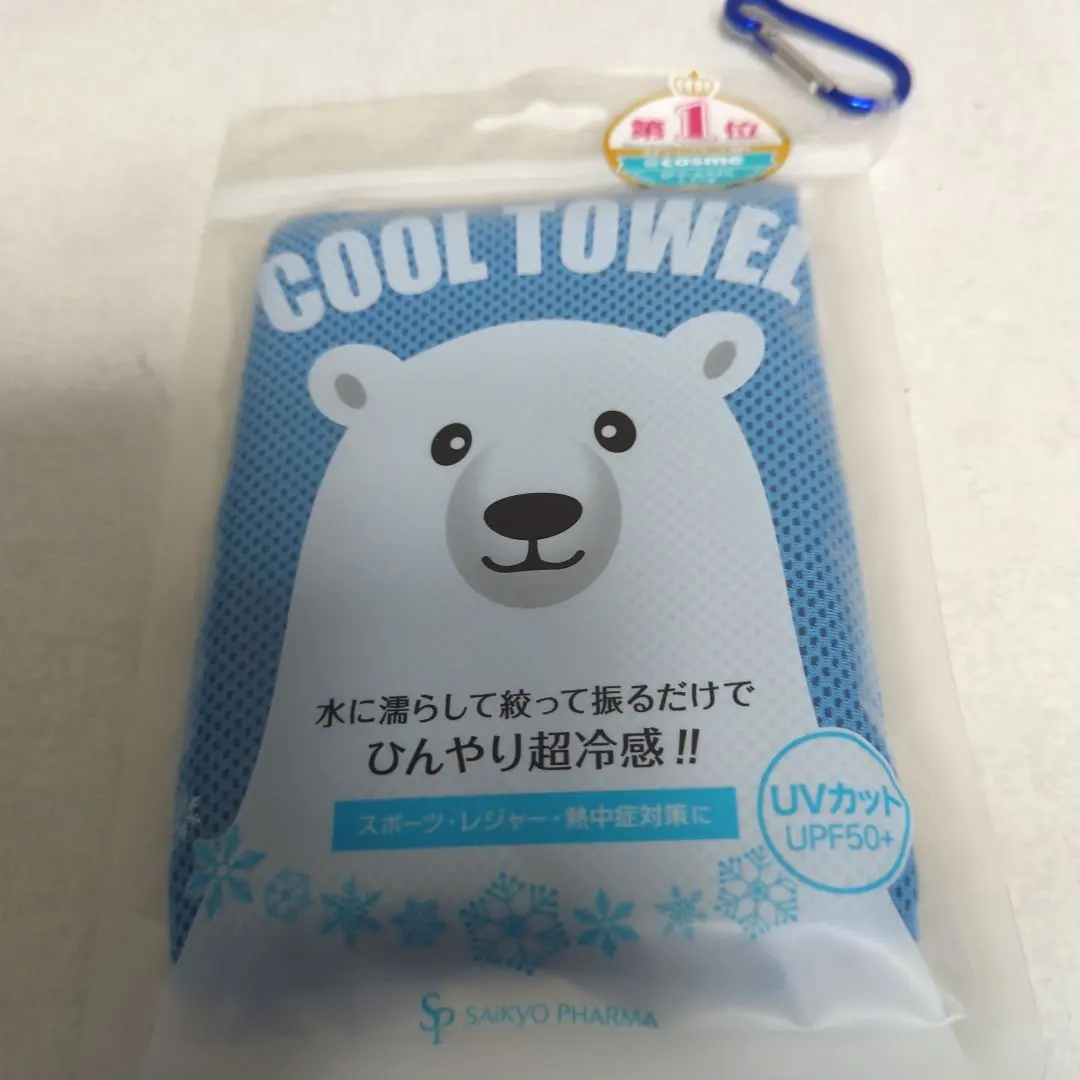 第1位
@cosme
COOL TOWEL
水に濡らして絞って振るだけで
ひんやり超冷感!!
スポーツ・レジャー・熱中症対策に
UVカット
UPF50+
SP SAIKYO PHARMA